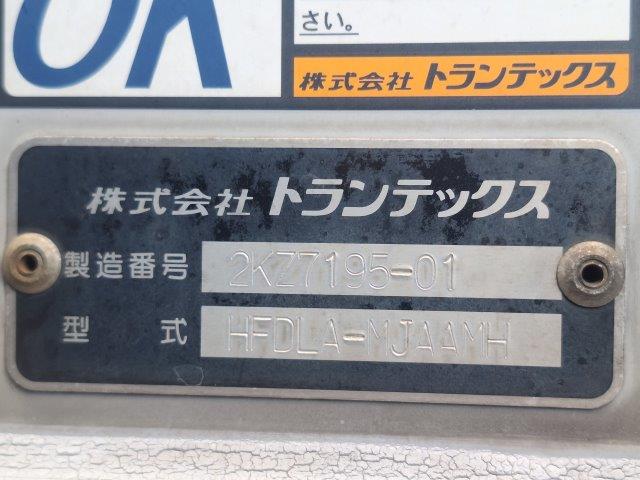 OK
さい。
株式会社 トランテックス
株式会社 トランテックス
製造番号 2KZ7195-01
型式 HFDLA-MJAAMH